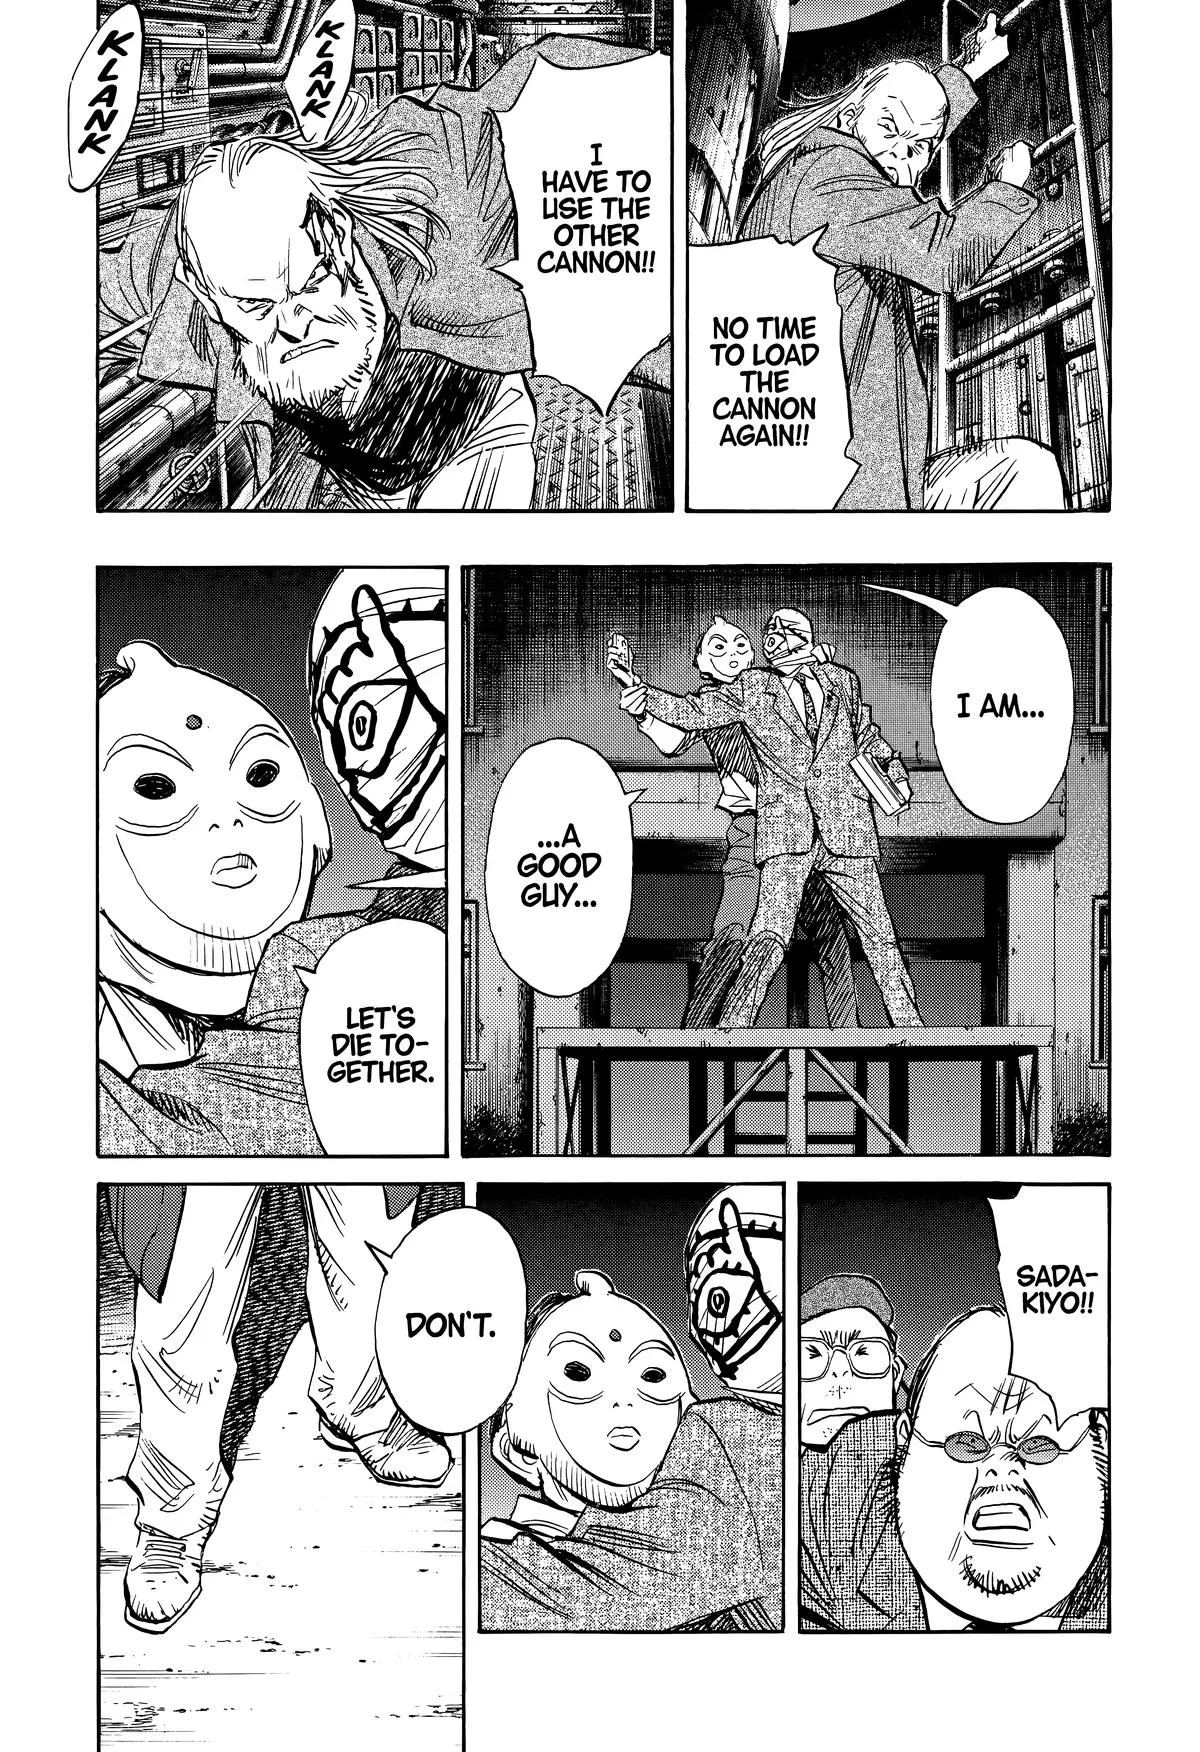 NO TIME
TO LOAD
THE
CANNON
AGAIN!!
I
HAVE TO
USE THE
OTHER
CANNON!!
KLANK
KLANK
I AM...
...A
GOOD
GUY...
LET'S
DIE TO-
GETHER.
SADA-
KIYO!!
DON'T.